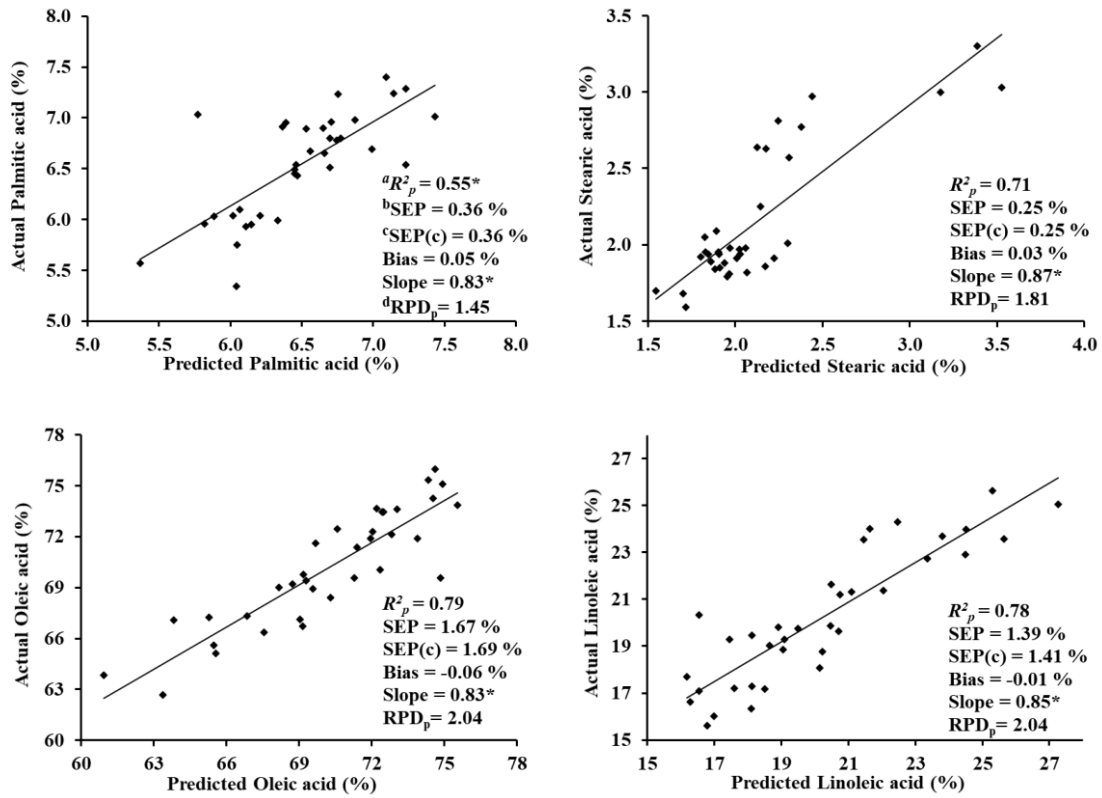 8.0
7.5
7.0
6.5
6.0
5.5
5.0
5.0 5.5 6.0 6.5 7.0 7.5 8.0
Actual Palmitic acid (%)
Predicted Palmitic acid (%)
ᵃR²ₚ = 0.55*
ᵇSEP = 0.36 %
ᶜSEP(c) = 0.36 %
Bias = 0.05 %
Slope = 0.83*
ᵈRPDₚ= 1.45
3.5
3.0
2.5
2.0
1.5
1.5 2.0 2.5 3.0 3.5 4.0
Actual Stearic acid (%)
Predicted Stearic acid (%)
R²ₚ = 0.71
SEP = 0.25 %
SEP(c) = 0.25 %
Bias = 0.03 %
Slope = 0.87*
RPDₚ = 1.81
78
75
72
69
66
63
60
60 63 66 69 72 75 78
Actual Oleic acid (%)
Predicted Oleic acid (%)
R²ₚ = 0.79
SEP = 1.67 %
SEP(c) = 1.69 %
Bias = -0.06 %
Slope = 0.83*
RPDₚ= 2.04
27
25
23
21
19
17
15
15 17 19 21 23 25 27
Actual Linoleic acid (%)
Predicted Linoleic acid (%)
R²ₚ = 0.78
SEP = 1.39 %
SEP(c) = 1.41 %
Bias = -0.01 %
Slope = 0.85*
RPDₚ= 2.04